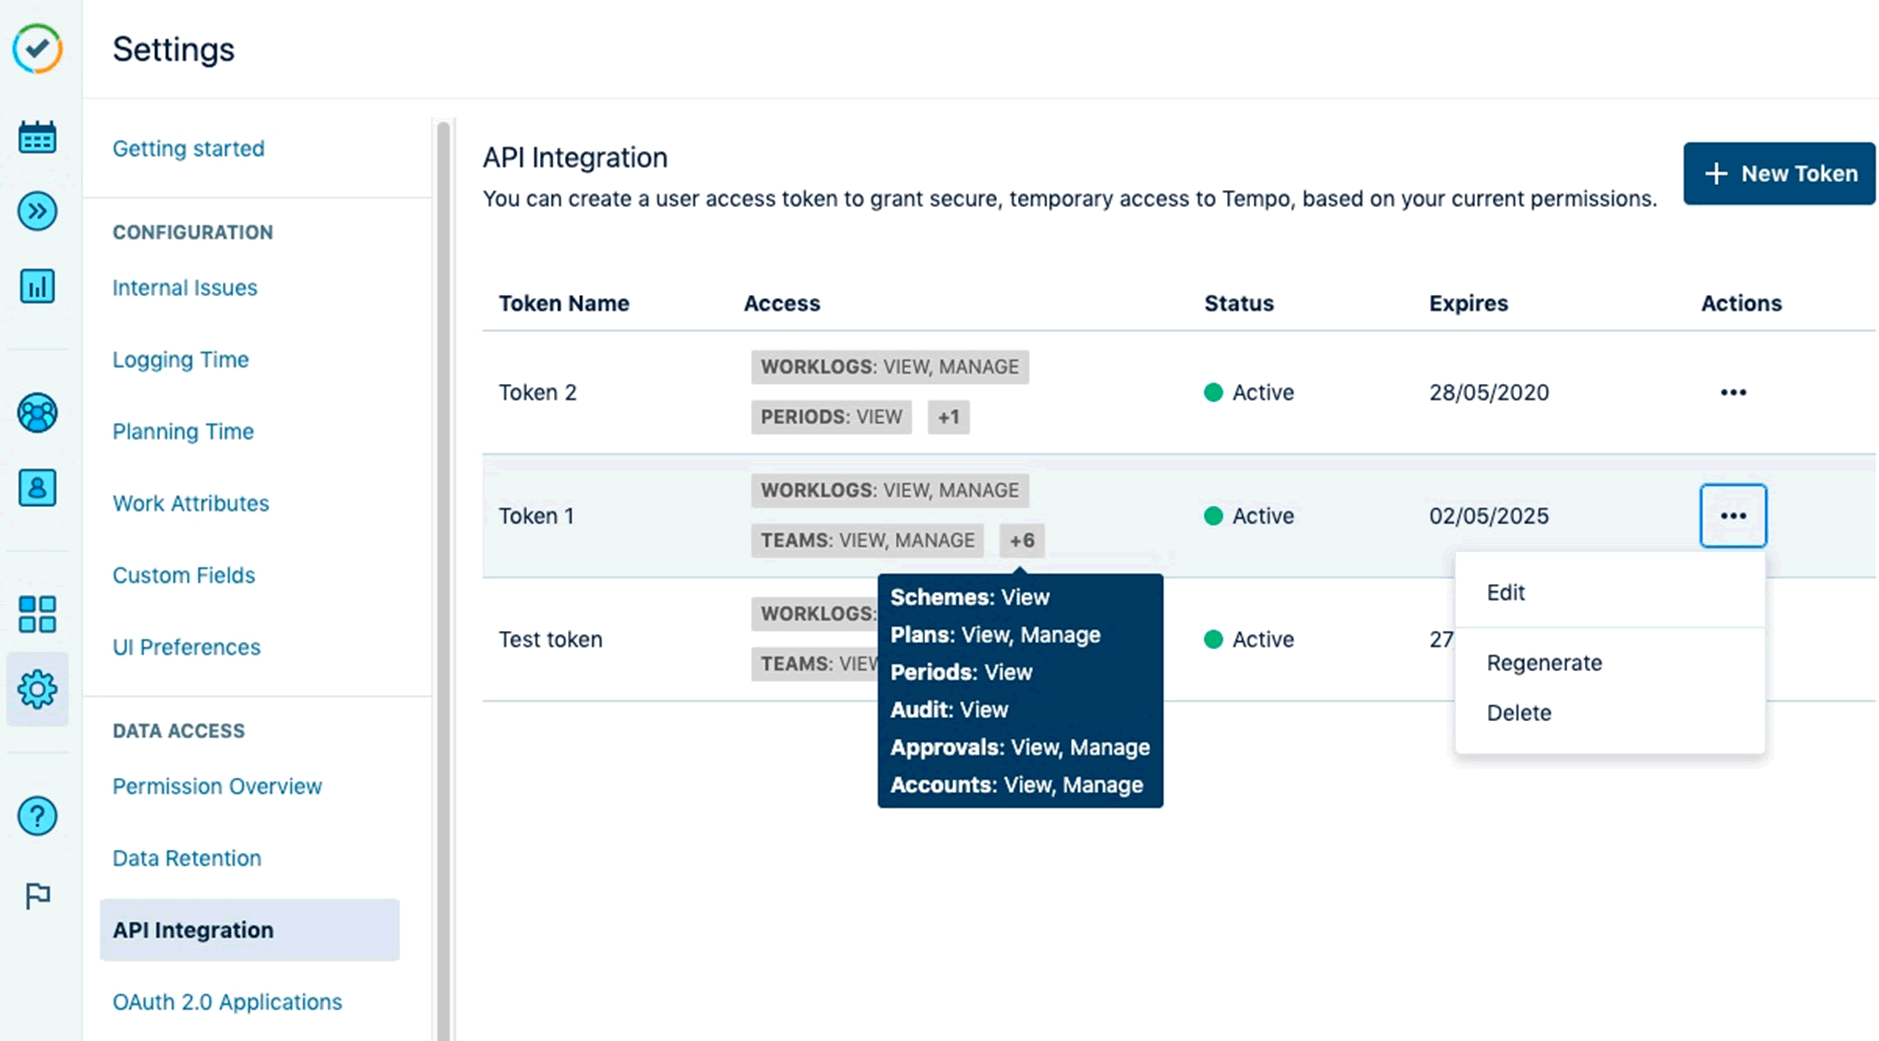 Settings
Getting started
CONFIGURATION
Internal Issues
Logging Time
Planning Time
Work Attributes
Custom Fields
UI Preferences
DATA ACCESS
Permission Overview
Data Retention
API Integration
OAuth 2.0 Applications
API Integration
You can create a user access token to grant secure, temporary access to Tempo, based on your current permissions.
+ New Token
Token Name Access Status Expires Actions
Token 2 WORKLOGS: VIEW, MANAGE Active 28/05/2020
PERIODS: VIEW +1
Token 1 WORKLOGS: VIEW, MANAGE Active 02/05/2025
TEAMS: VIEW, MANAGE +6
Test token WORKLOGS: Active 27
TEAMS: VIEW
Schemes: View
Plans: View, Manage
Periods: View
Audit: View
Approvals: View, Manage
Accounts: View, Manage
Edit
Regenerate
Delete